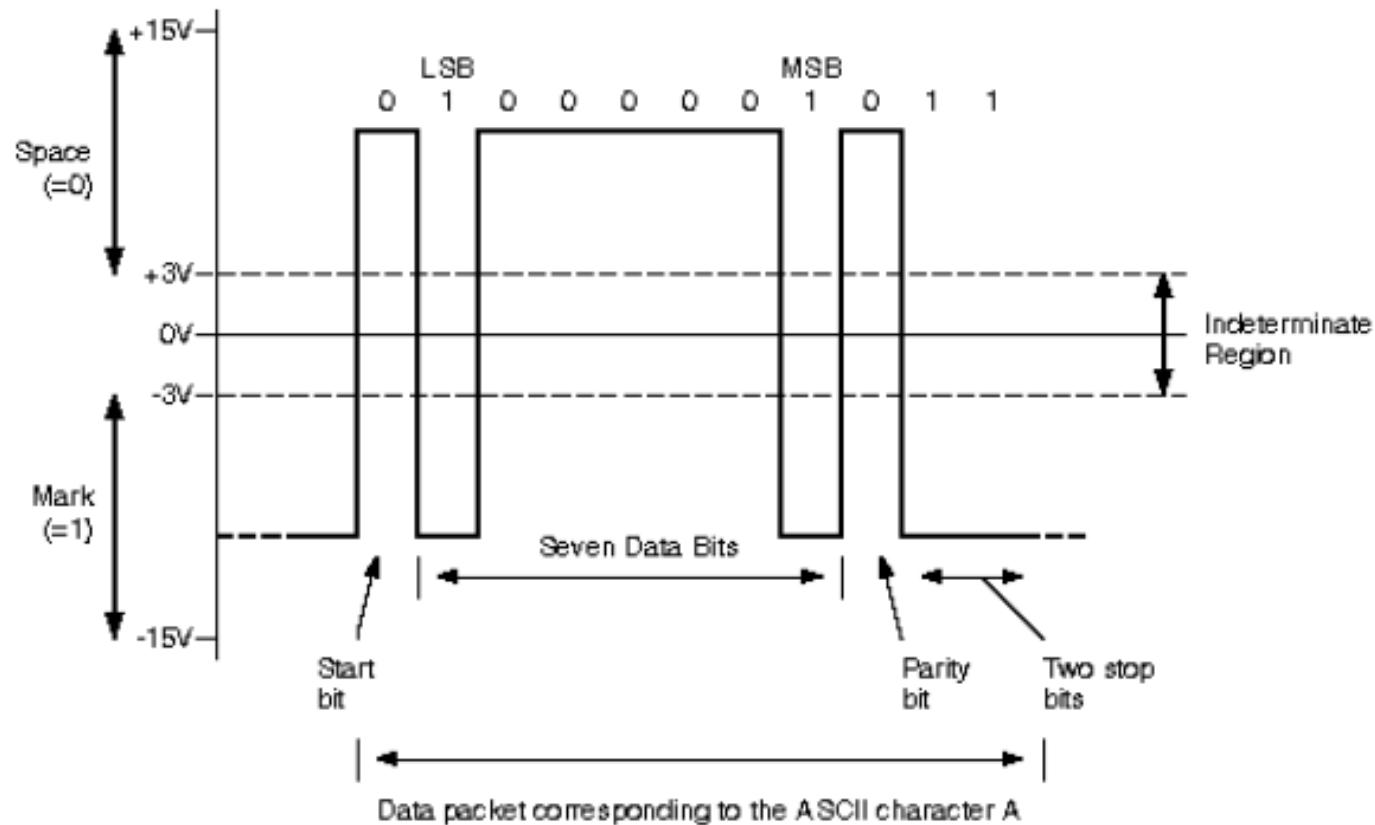 +15V
LSB MSB
0 1 0 0 0 0 0 1 0 1 1
Space
(=0)
+3V
0V
Indeterminate
Region
-3V
Mark
(=1)
Seven Data Bits
-15V
Start
bit
Parity
bit
Two stop
bits
Data packet corresponding to the ASCII character A